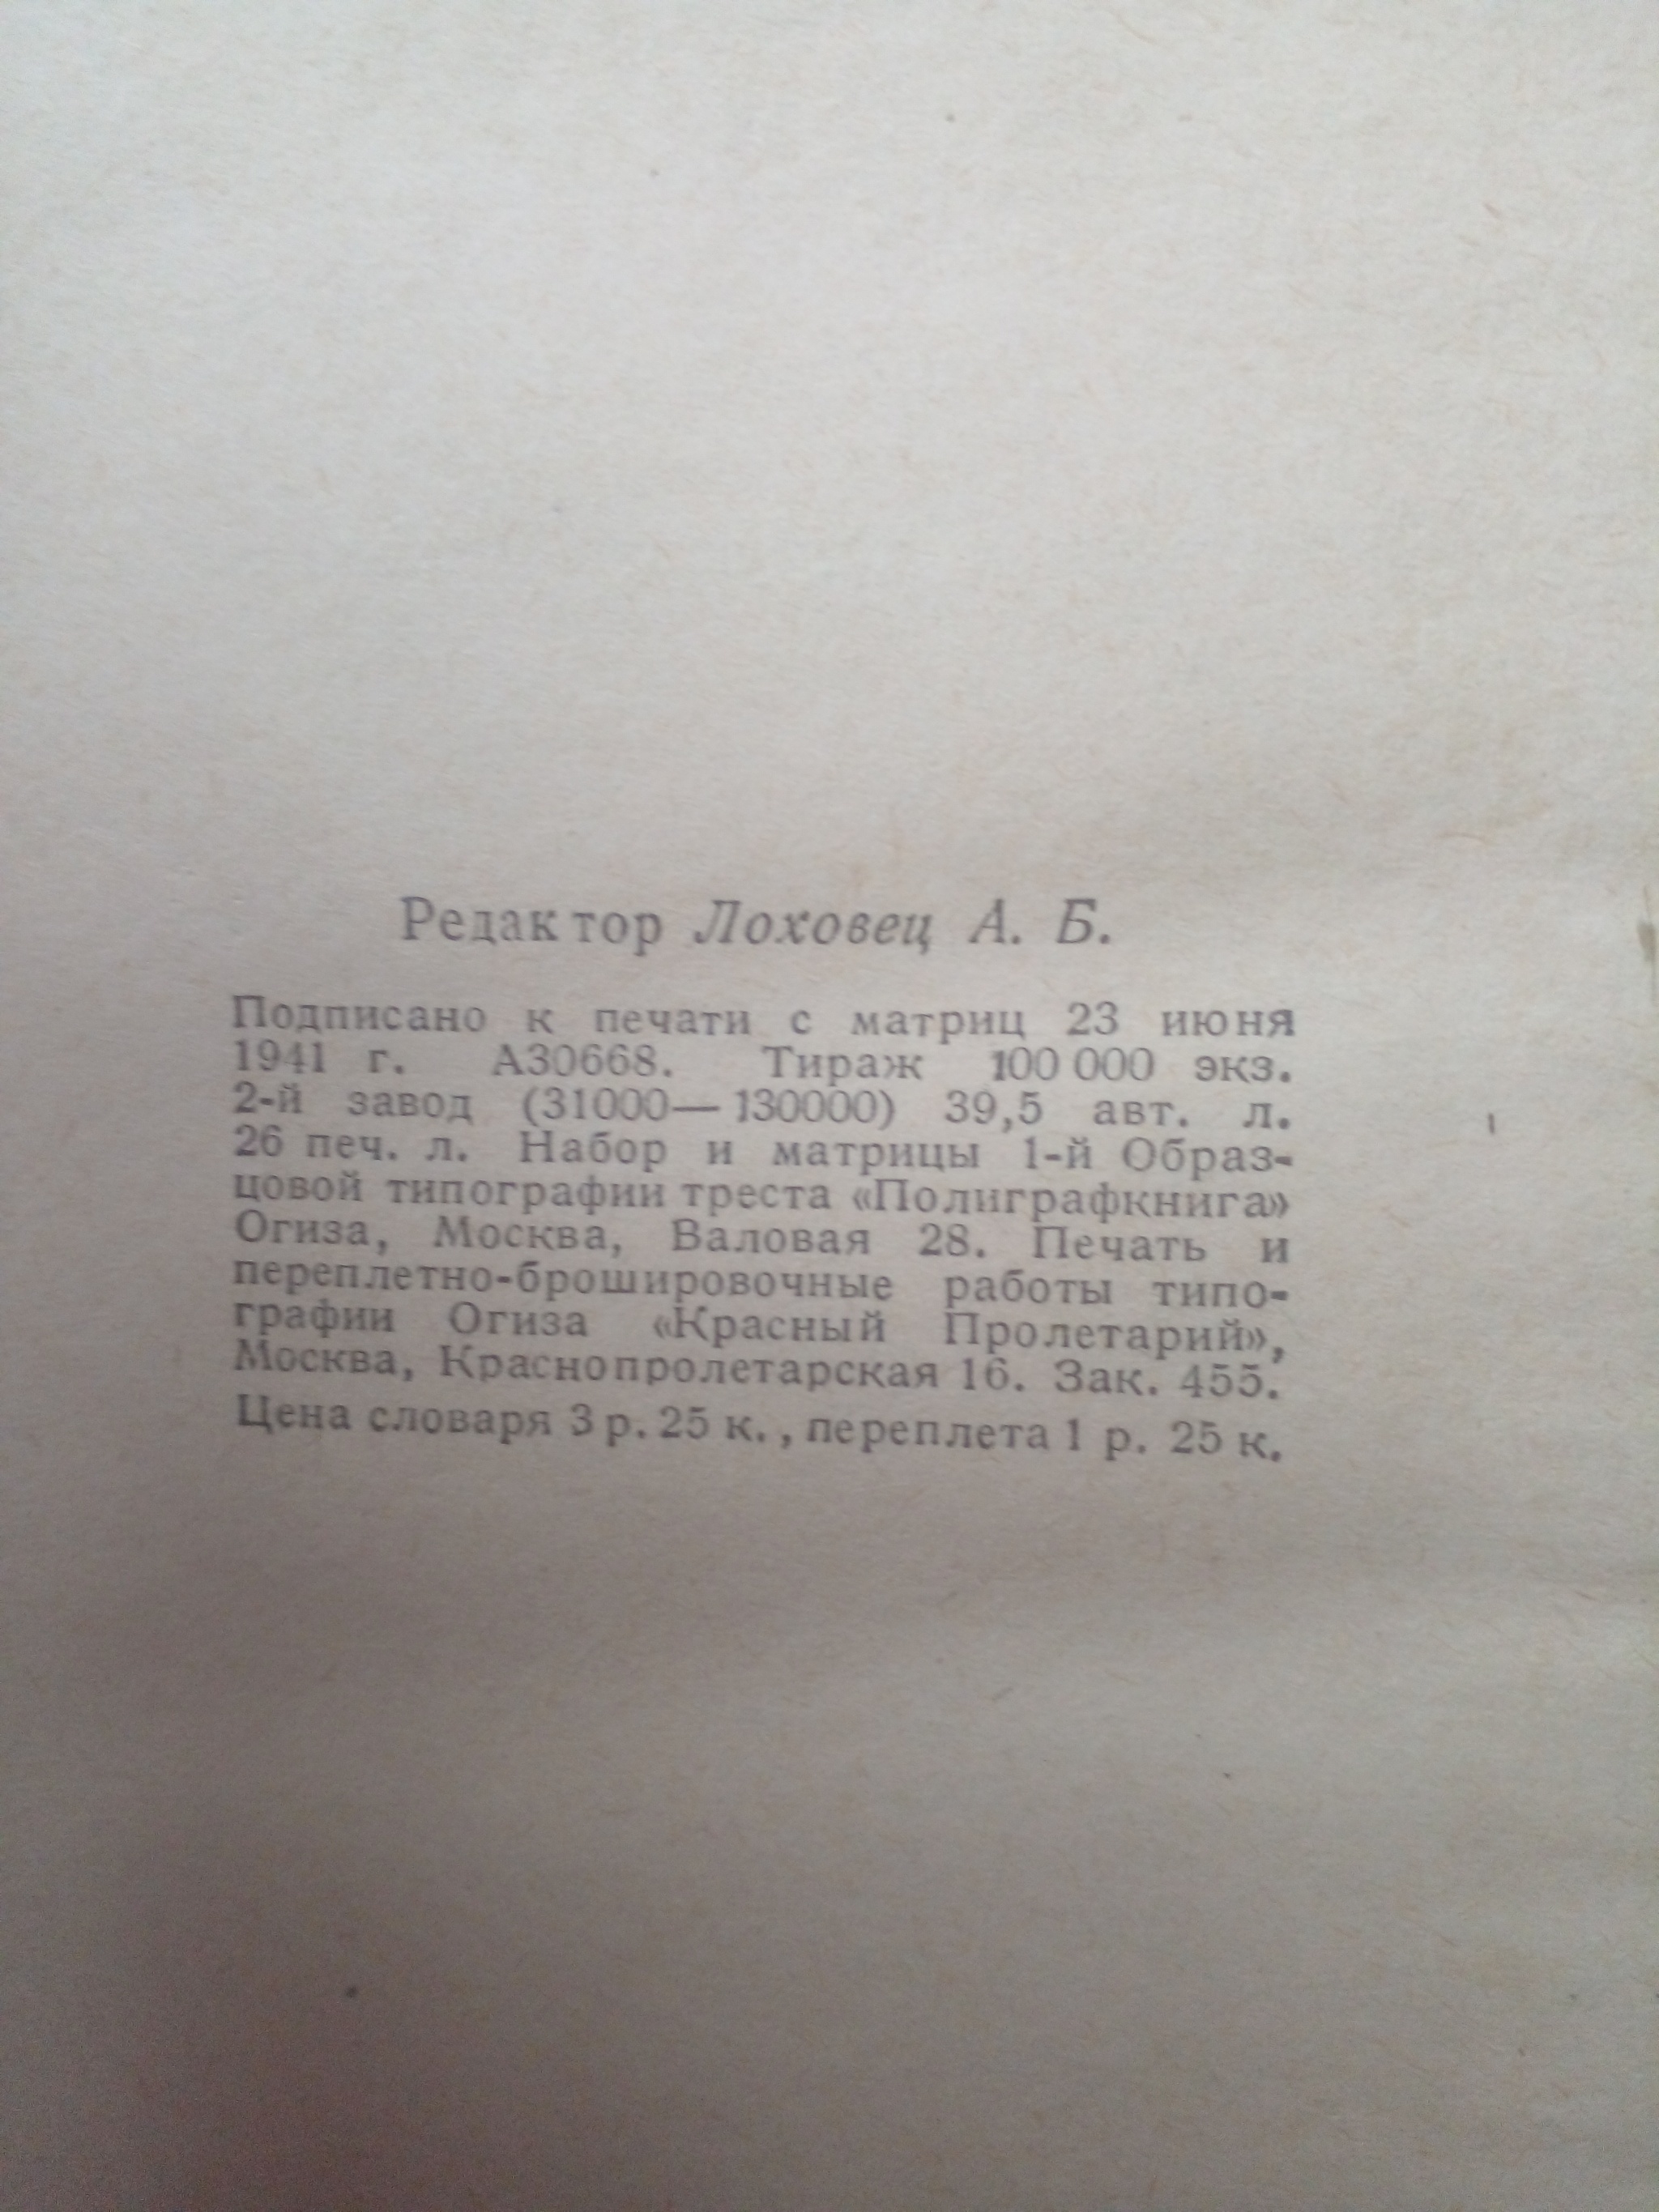 Редактор Лоховец А. Б.
Подписано к печати с матриц 23 июня
1941 г. А30668. Тираж 100 000 экз.
2-й завод (31000—130000) 39,5 авт. л.
26 печ. л. Набор и матрицы 1-й Образ-
цовой типографии треста «Полиграфкнига»
Огиза, Москва, Валовая 28. Печать и
переплетно-брошировочные работы типо-
графии Огиза «Красный Пролетарий»,
Москва, Краснопролетарская 16. Зак. 455.
Цена словаря 3 р. 25 к., переплета 1 р. 25 к.